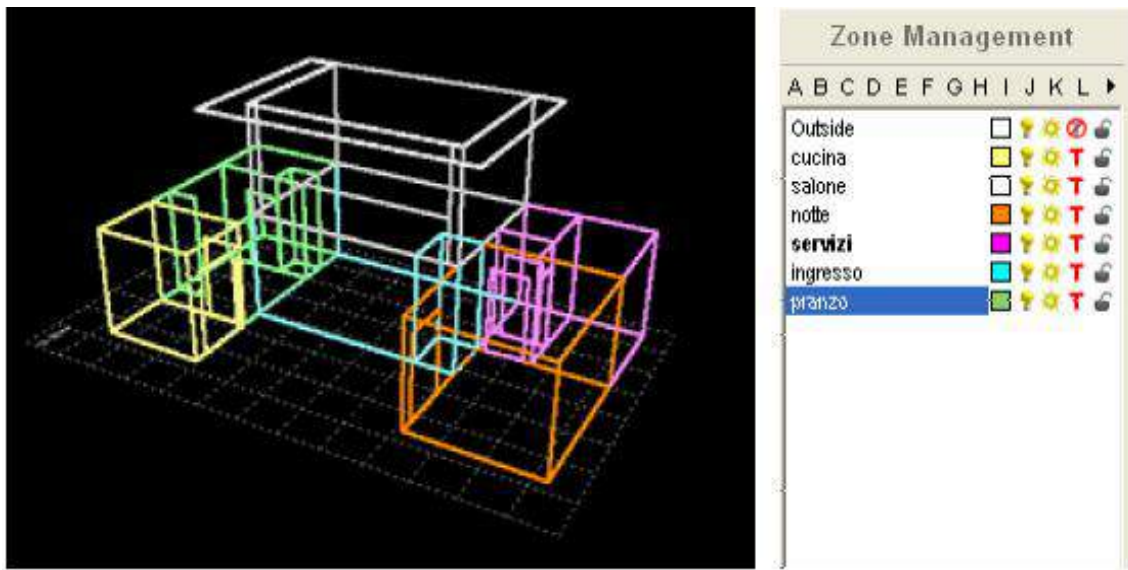 Zone Management
A B C D E F G H I J K L
Outside
cucina
salone
notte
servizi
ingresso
pranzo